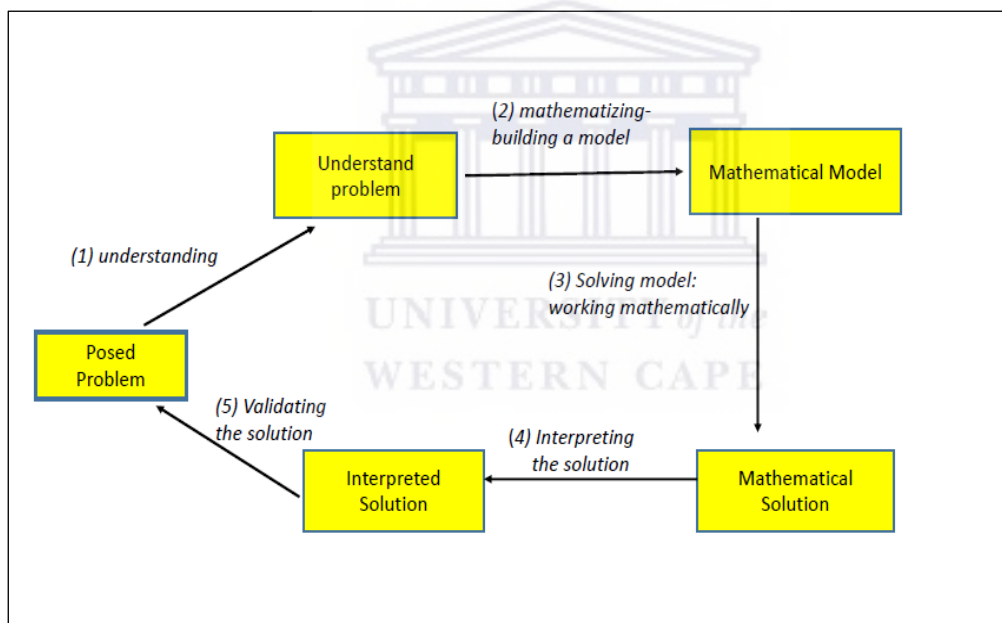 (2) mathematizing-
building a model
Understand
problem
Mathematical Model
(1) understanding
(3) Solving model:
working mathematically
UNIVERSITY of the
WESTERN CAPE
Posed
Problem
(5) Validating
the solution
(4) Interpreting
the solution
Interpreted
Solution
Mathematical
Solution